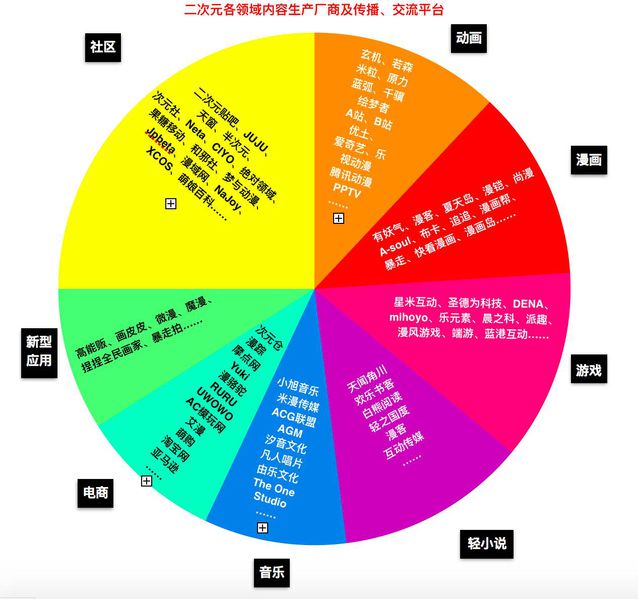 二次元各领域内容生产厂商及传播、交流平台
社区
二次元贴吧、JUJU、
天窗、半次元、
次元社、Neta、CIYO、绝对领域、
果糖移动、和邪社、梦与动漫、
Jpbeta、漫域网、NaJoy、
XCOS、萌娘百科……
动画
玄机、若森
米粒、原力
蓝弧、千骐
绘梦者
A站、B站
优土、
爱奇艺、乐
视动漫
腾讯动漫
PPTV
……
漫画
有妖气、漫客、夏天岛、漫铠、尚漫
A-soul、布卡、追追、漫画帮、
暴走、快看漫画、漫画岛……
游戏
星米互动、圣德为科技、DENA、
mihoyo、乐元素、晨之科、派趣、
漫风游戏、端游、蓝港互动……
轻小说
天闻角川
欢乐书客
白熊阅读
轻之国度
漫客
互动传媒
……
音乐
小旭音乐
米漫传媒
ACG联盟
AGM
汐音文化
凡人唱片
由乐文化
The One
Studio
……
电商
次元仓
漫踪
摩点网
Yuki
漫骆驼
RURU
UWOWO
AC模玩网
艾漫
萌购
淘宝网
亚马逊
……
新型
应用
高能贩、画皮皮、微漫、魔漫、
捏捏全民画家、暴走拍……